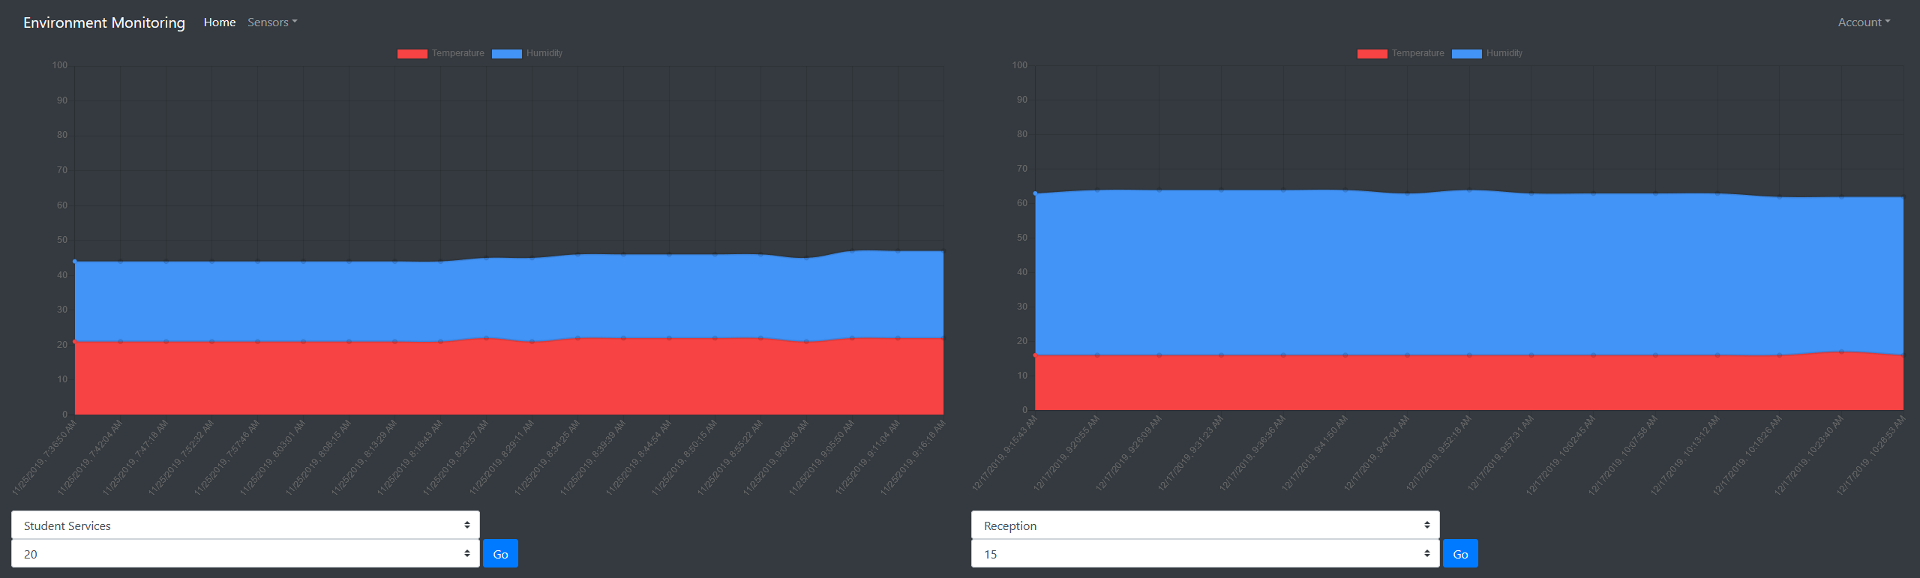 Environment Monitoring Home Sensors Account
Temperature Humidity
100
90
80
70
60
50
40
30
20
10
0
11/25/2019, 7:36:50 AM
11/25/2019, 7:42:04 AM
11/25/2019, 7:47:18 AM
11/25/2019, 7:52:32 AM
11/25/2019, 7:57:46 AM
11/25/2019, 8:03:01 AM
11/25/2019, 8:08:15 AM
11/25/2019, 8:13:29 AM
11/25/2019, 8:18:43 AM
11/25/2019, 8:23:57 AM
11/25/2019, 8:29:11 AM
11/25/2019, 8:34:25 AM
11/25/2019, 8:39:39 AM
11/25/2019, 8:44:54 AM
11/25/2019, 8:50:16 AM
11/25/2019, 8:55:22 AM
11/25/2019, 9:00:36 AM
11/25/2019, 9:05:50 AM
11/25/2019, 9:11:04 AM
11/25/2019, 9:16:18 AM
Student Services
20 Go
Temperature Humidity
100
90
80
70
60
50
40
30
20
10
0
12/17/2019, 9:15:43 AM
12/17/2019, 9:20:55 AM
12/17/2019, 9:26:09 AM
12/17/2019, 9:31:23 AM
12/17/2019, 9:36:36 AM
12/17/2019, 9:41:50 AM
12/17/2019, 9:47:04 AM
12/17/2019, 9:52:18 AM
12/17/2019, 9:57:31 AM
12/17/2019, 10:02:45 AM
12/17/2019, 10:07:58 AM
12/17/2019, 10:13:12 AM
12/17/2019, 10:18:26 AM
12/17/2019, 10:23:40 AM
12/17/2019, 10:28:53 AM
Reception
15 Go